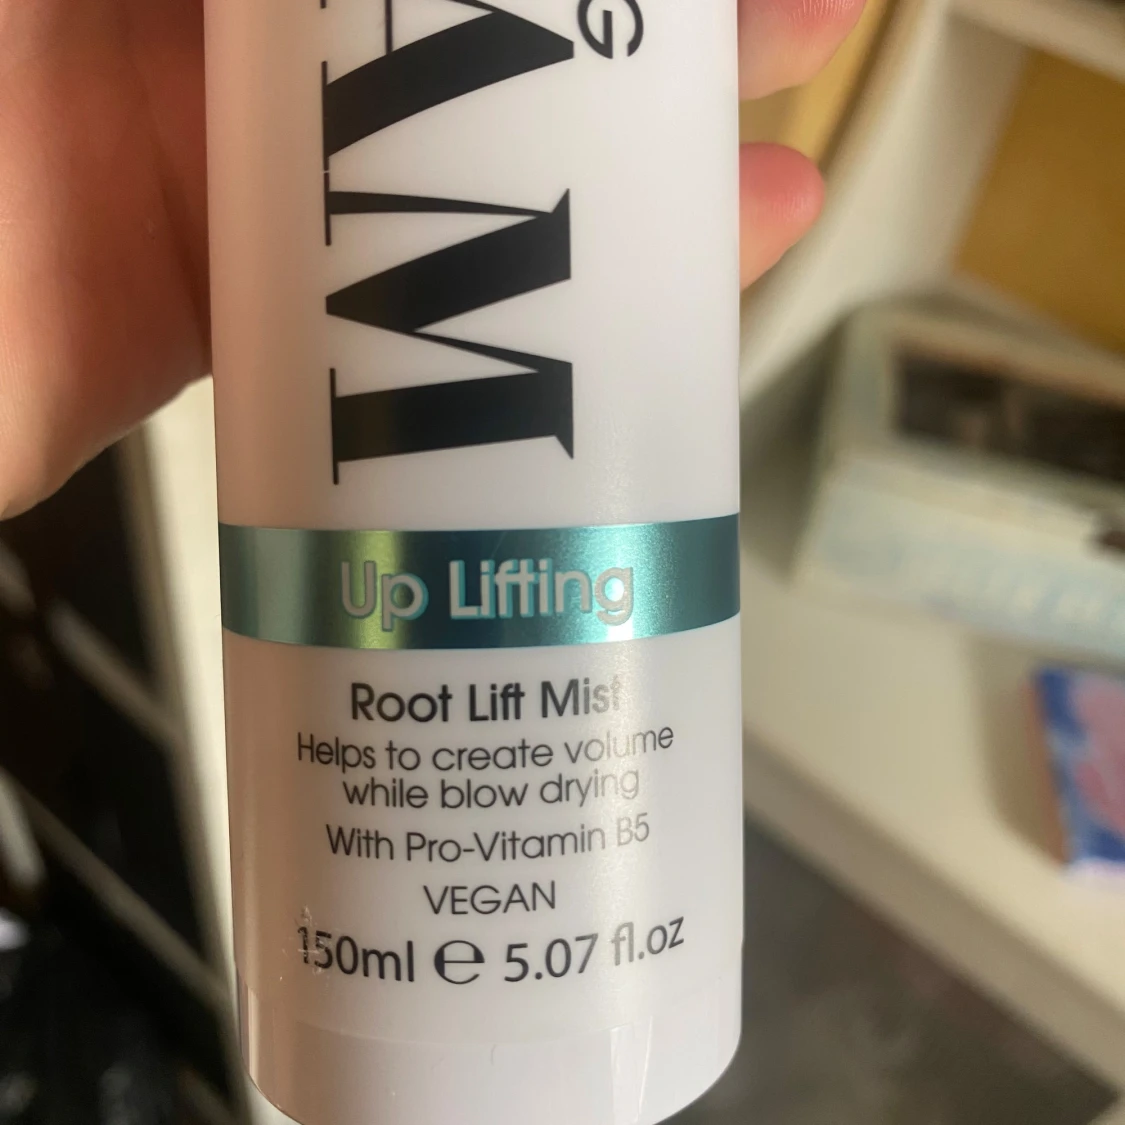 G
AM
Up Lifting
Root Lift Mist
Helps to create volume
while blow drying
With Pro-Vitamin B5
VEGAN
150ml e 5.07 fl.oz